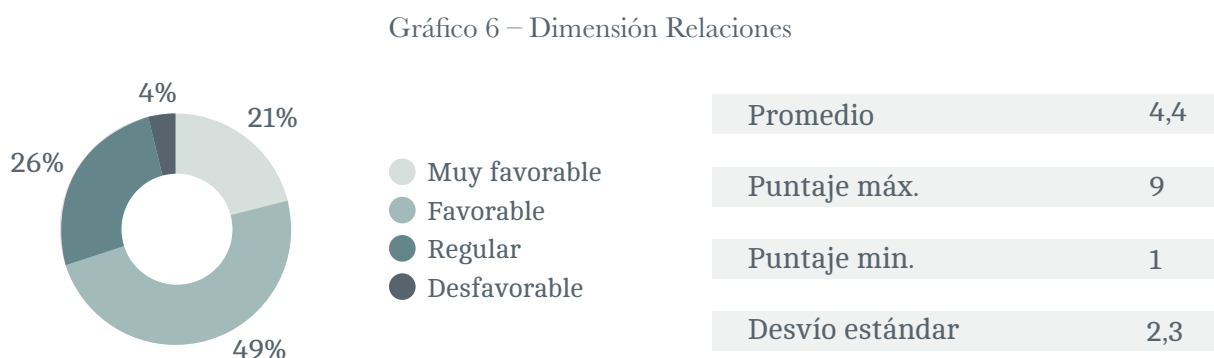 Gráfico 6 – Dimensión Relaciones
4%
21%
26%
49%
Muy favorable
Favorable
Regular
Desfavorable
Promedio 4,4
Puntaje máx. 9
Puntaje min. 1
Desvío estándar 2,3